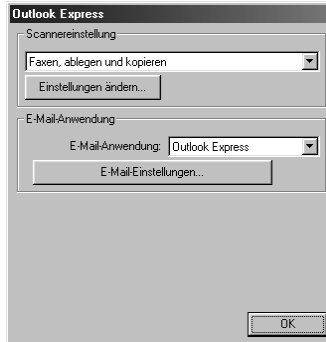 Outlook Express
Scannereinstellung
Faxen, ablegen und kopieren
Einstellungen ändern...
E-Mail-Anwendung
E-Mail-Anwendung: Outlook Express
E-Mail-Einstellungen...
OK